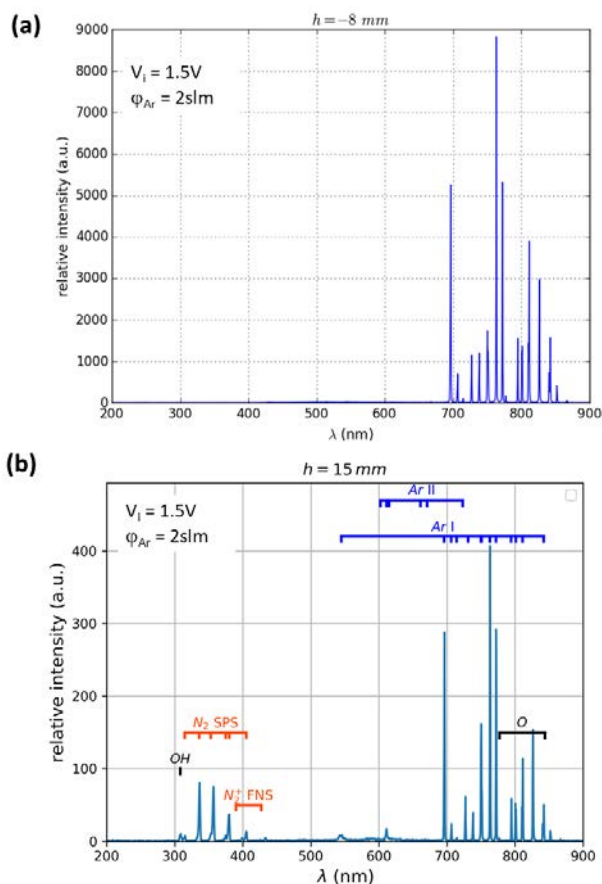 (a)
h = −8 mm
V_i = 1.5V
φ_Ar = 2slm
relative intensity (a.u.)
9000
8000
7000
6000
5000
4000
3000
2000
1000
0
200 300 400 500 600 700 800 900
λ (nm)
(b)
h = 15 mm
V_i = 1.5V
φ_Ar = 2slm
Ar II
Ar I
N₂ SPS
OH
N₂⁺ FNS
O
relative intensity (a.u.)
400
300
200
100
0
200 300 400 500 600 700 800 900
λ (nm)